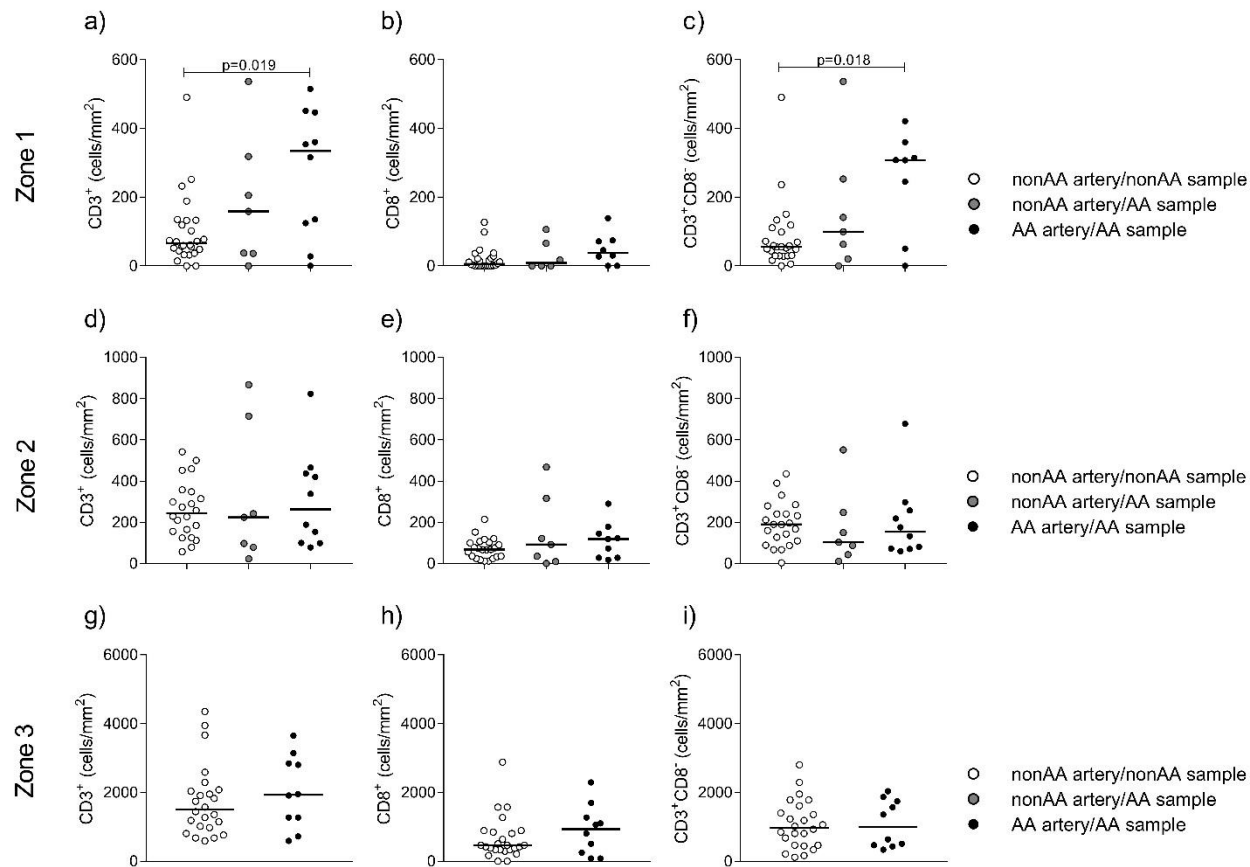 a)
b)
c)
Zone 1
CD3⁺ (cells/mm²)
600
400
200
0
p=0.019
CD8⁺ (cells/mm²)
600
400
200
0
CD3⁺CD8⁻ (cells/mm²)
600
400
200
0
p=0.018
nonAA artery/nonAA sample
nonAA artery/AA sample
AA artery/AA sample
d)
e)
f)
Zone 2
CD3⁺ (cells/mm²)
1000
800
600
400
200
0
CD8⁺ (cells/mm²)
1000
800
600
400
200
0
CD3⁺CD8⁻ (cells/mm²)
1000
800
600
400
200
0
nonAA artery/nonAA sample
nonAA artery/AA sample
AA artery/AA sample
g)
h)
i)
Zone 3
CD3⁺ (cells/mm²)
6000
4000
2000
0
CD8⁺ (cells/mm²)
6000
4000
2000
0
CD3⁺CD8⁻ (cells/mm²)
6000
4000
2000
0
nonAA artery/nonAA sample
nonAA artery/AA sample
AA artery/AA sample